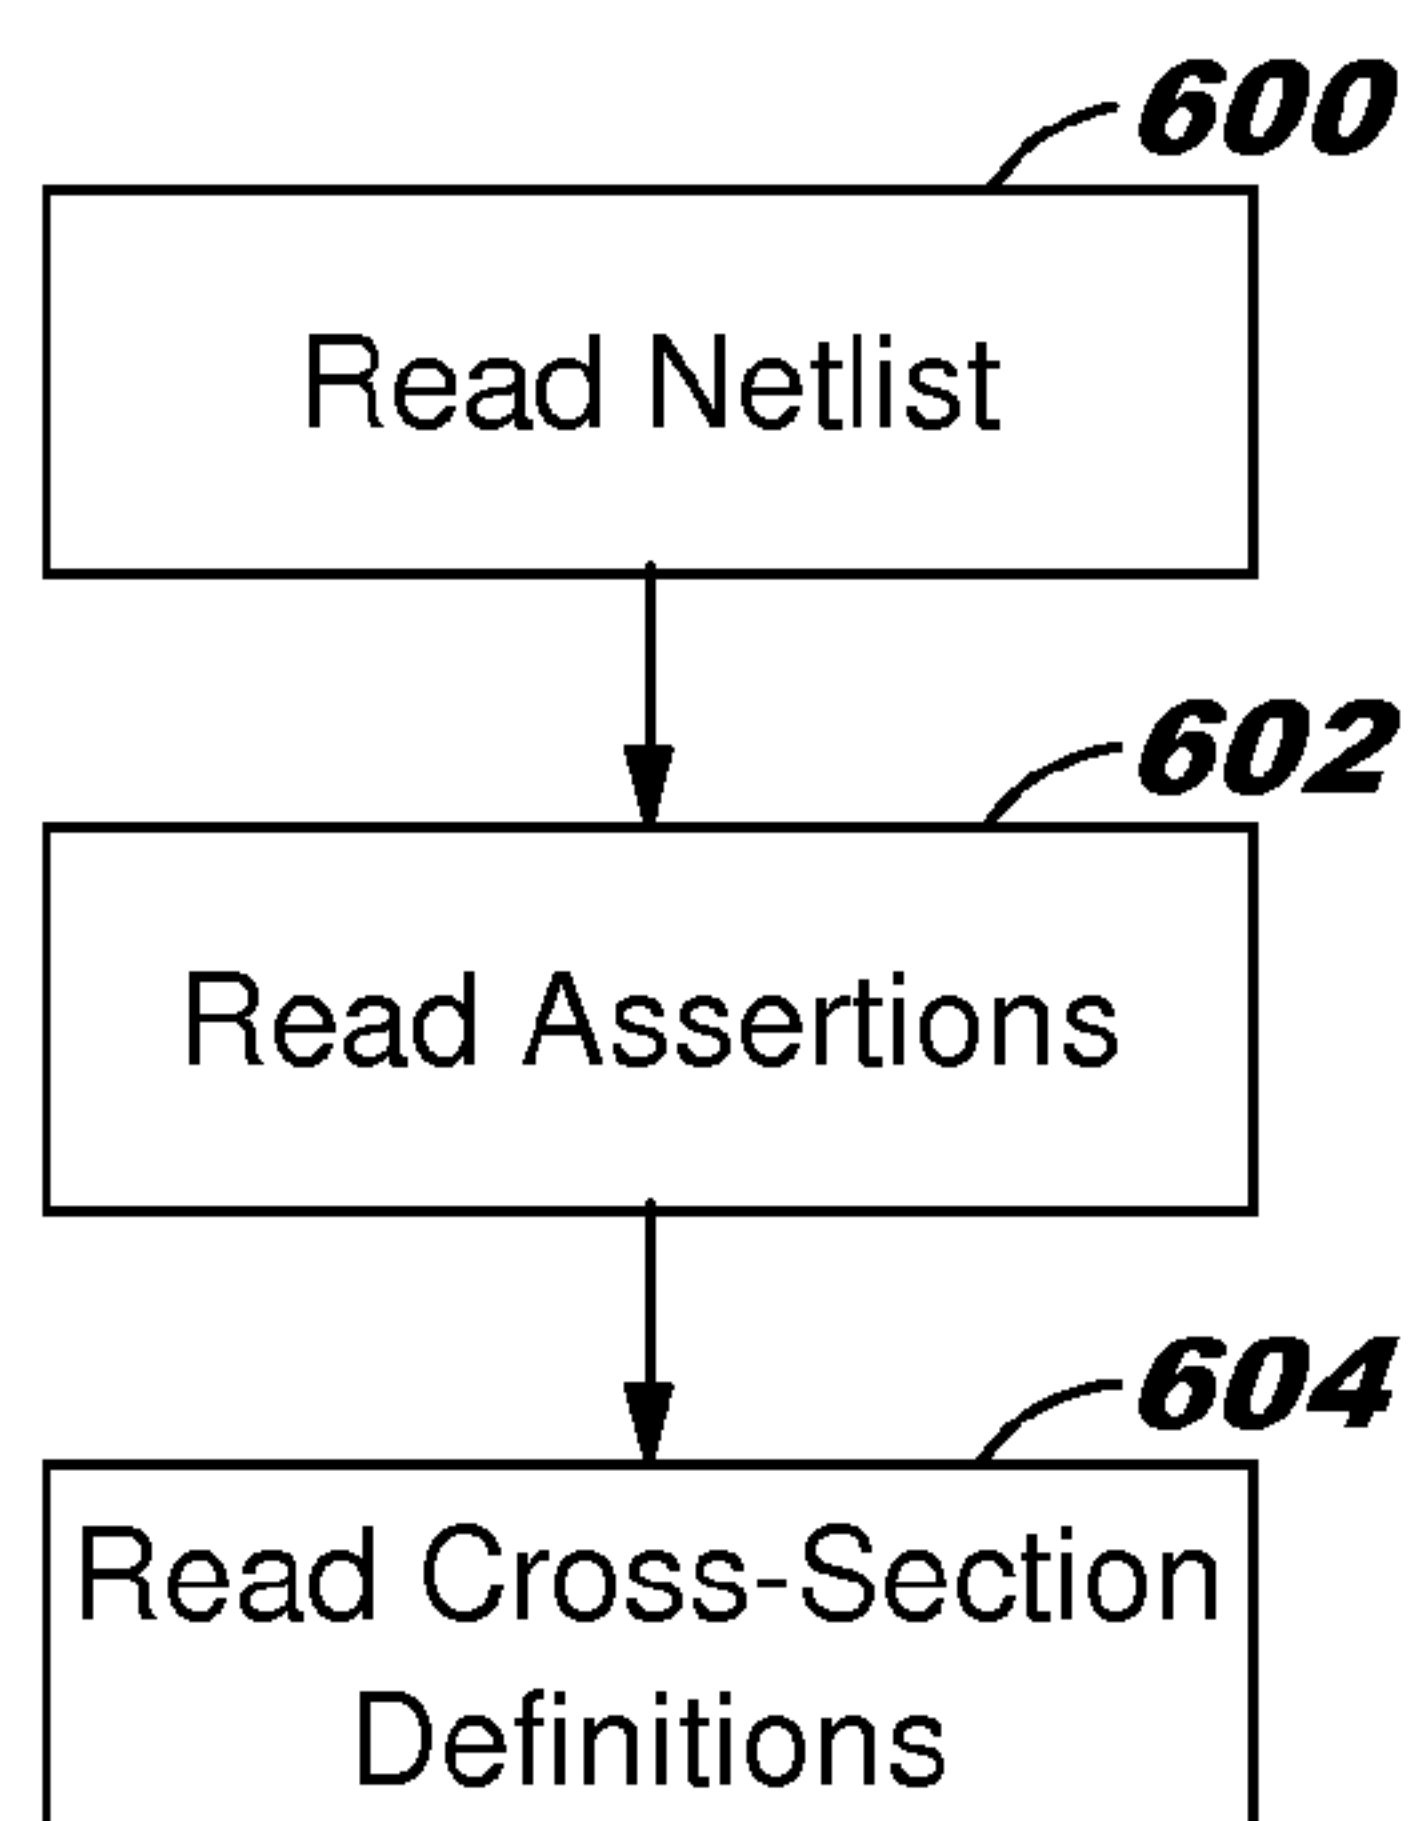 600
Read Netlist
602
Read Assertions
604
Read Cross-Section
Definitions